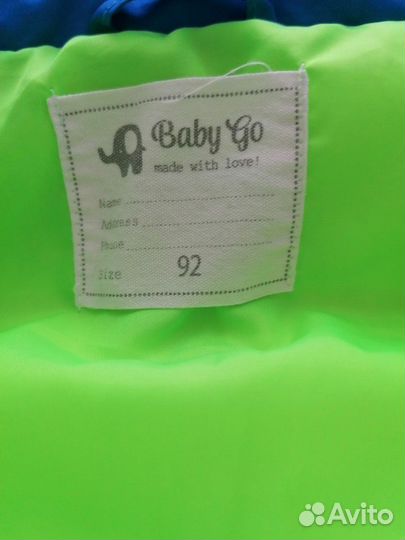 Baby Go
made with love!
Name
Address
Phone
Size 92
Avito